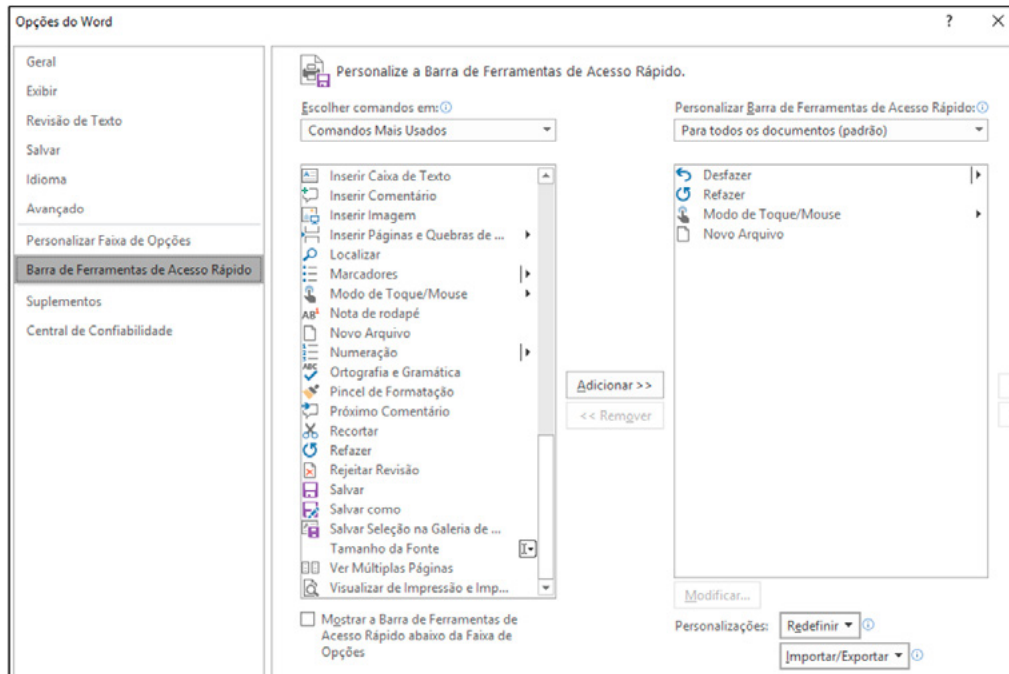 Opções do Word
?
X
Geral
Exibir
Revisão de Texto
Salvar
Idioma
Avançado
Personalizar Faixa de Opções
Barra de Ferramentas de Acesso Rápido
Suplementos
Central de Confiabilidade
Personalize a Barra de Ferramentas de Acesso Rápido.
Escolher comandos em:
Comandos Mais Usados
Inserir Caixa de Texto
Inserir Comentário
Inserir Imagem
Inserir Páginas e Quebras de ...
Localizar
Marcadores
Modo de Toque/Mouse
AB¹ Nota de rodapé
Novo Arquivo
Numeração
ABC Ortografia e Gramática
Pincel de Formatação
Próximo Comentário
Recortar
Refazer
Rejeitar Revisão
Salvar
Salvar como
Salvar Seleção na Galeria de ...
Tamanho da Fonte
Ver Múltiplas Páginas
Visualizar de Impressão e Imp...
Mostrar a Barra de Ferramentas de
Acesso Rápido abaixo da Faixa de
Opções
Adicionar >>
<< Remover
Personalizar Barra de Ferramentas de Acesso Rápido:
Para todos os documentos (padrão)
Desfazer
Refazer
Modo de Toque/Mouse
Novo Arquivo
Modificar...
Personalizações:
Redefinir
Importar/Exportar